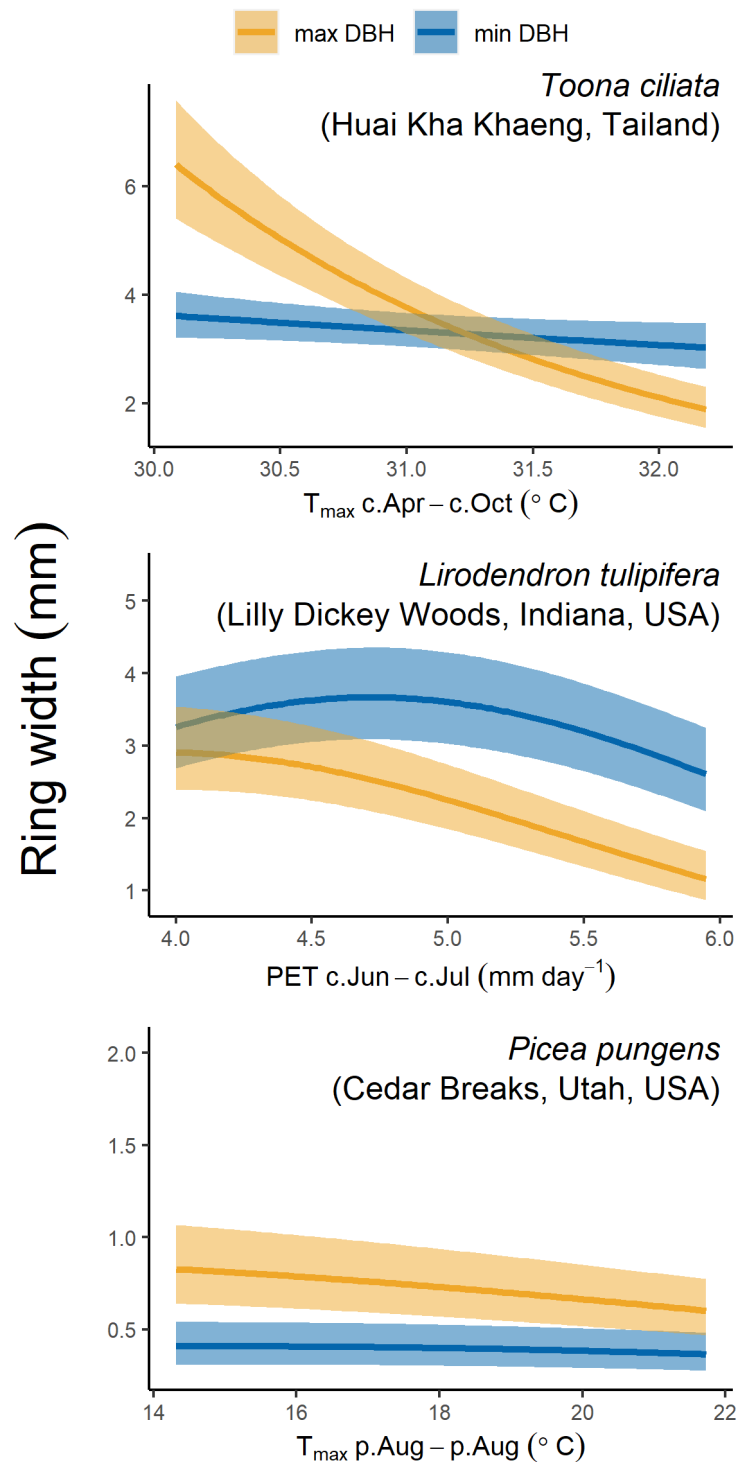 max DBH min DBH
Toona ciliata
(Huai Kha Khaeng, Tailand)
6
4
2
30.0 30.5 31.0 31.5 32.0
T_max c.Apr – c.Oct (° C)
Ring width (mm)
Lirodendron tulipifera
(Lilly Dickey Woods, Indiana, USA)
5
4
3
2
1
4.0 4.5 5.0 5.5 6.0
PET c.Jun – c.Jul (mm day⁻¹)
Picea pungens
(Cedar Breaks, Utah, USA)
2.0
1.5
1.0
0.5
14 16 18 20 22
T_max p.Aug – p.Aug (° C)